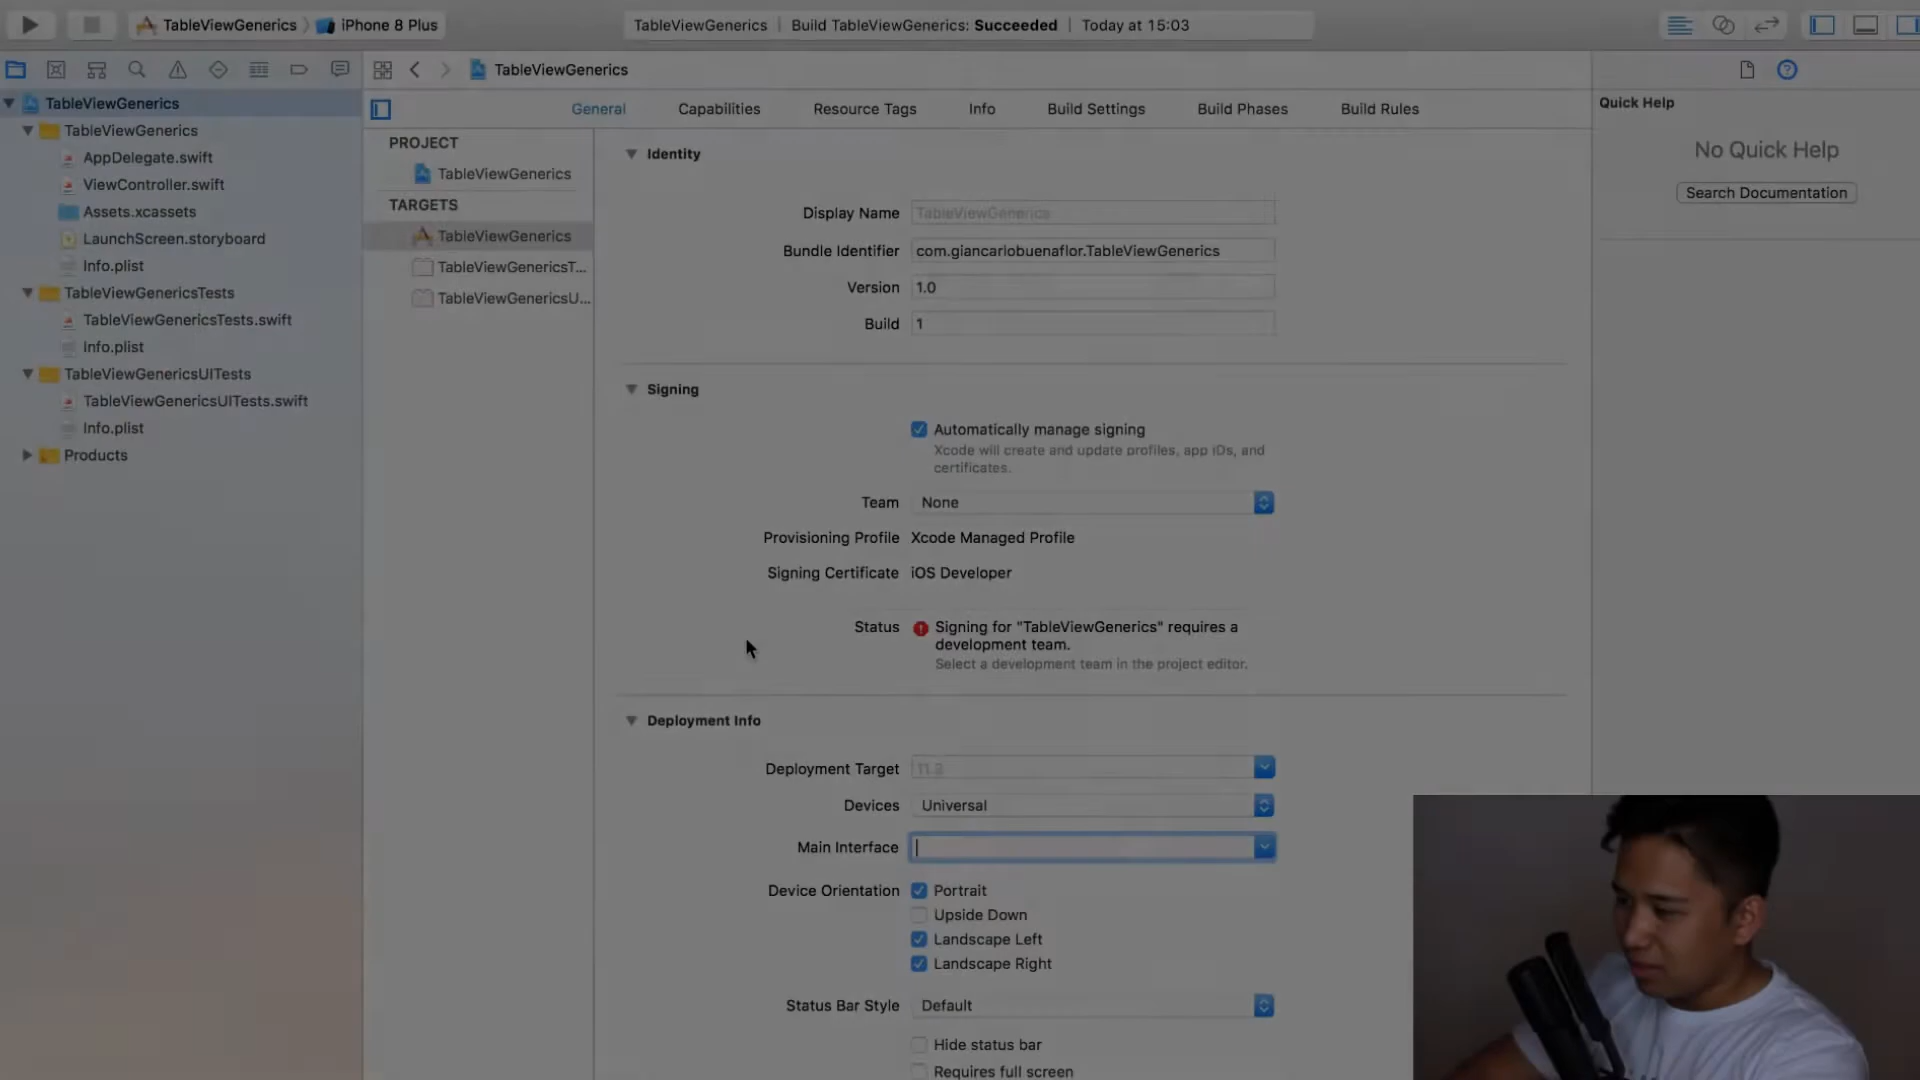 TableViewGenerics
iPhone 8 Plus
TableViewGenerics
Build TableViewGenerics: Succeeded
Today at 15:03
TableViewGenerics
TableViewGenerics
TableViewGenerics
AppDelegate.swift
ViewController.swift
Assets.xcassets
LaunchScreen.storyboard
Info.plist
TableViewGenericsTests
TableViewGenericsTests.swift
Info.plist
TableViewGenericsUITests
TableViewGenericsUITests.swift
Info.plist
Products
General
Capabilities
Resource Tags
Info
Build Settings
Build Phases
Build Rules
PROJECT
TableViewGenerics
TARGETS
TableViewGenerics
TableViewGenericsT...
TableViewGenericsU...
Identity
Display Name
TableViewGenerics
Bundle Identifier
com.giancarlobuenaflor.TableViewGenerics
Version
1.0
Build
1
Signing
Automatically manage signing
Xcode will create and update profiles, app IDs, and
certificates.
Team
None
Provisioning Profile
Xcode Managed Profile
Signing Certificate
iOS Developer
Status
Signing for "TableViewGenerics" requires a
development team.
Select a development team in the project editor.
Deployment Info
Deployment Target
11.2
Devices
Universal
Main Interface
Device Orientation
Portrait
Upside Down
Landscape Left
Landscape Right
Status Bar Style
Default
Hide status bar
Requires full screen
Quick Help
No Quick Help
Search Documentation